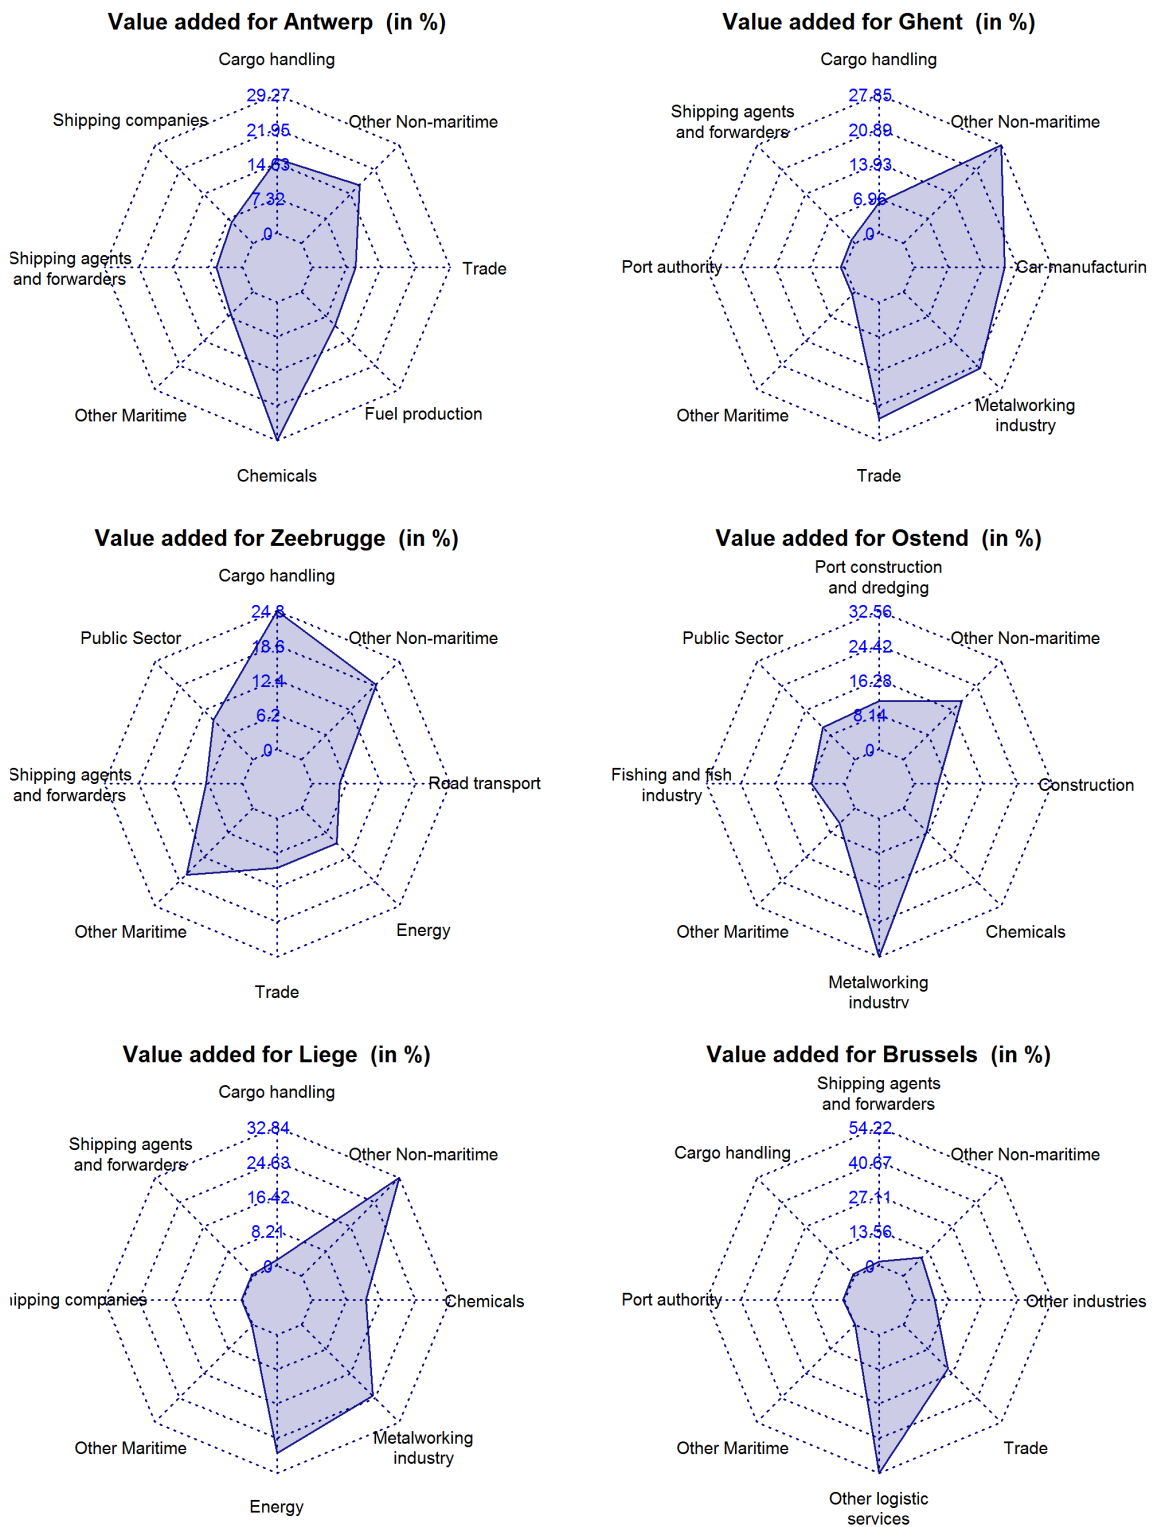 Value added for Antwerp (in %)
Cargo handling
29.27
21.95
14.63
7.32
0
Shipping companies
Other Non-maritime
Shipping agents
and forwarders
Trade
Other Maritime
Fuel production
Chemicals
Value added for Ghent (in %)
Cargo handling
27.85
20.89
13.93
6.96
0
Shipping agents
and forwarders
Other Non-maritime
Port authority
Car manufacturin
Other Maritime
Metalworking
industry
Trade
Value added for Zeebrugge (in %)
Cargo handling
24.8
18.6
12.4
6.2
0
Public Sector
Other Non-maritime
Shipping agents
and forwarders
Road transport
Other Maritime
Energy
Trade
Value added for Ostend (in %)
Port construction
and dredging
32.56
24.42
16.28
8.14
0
Public Sector
Other Non-maritime
Fishing and fish
industry
Construction
Other Maritime
Chemicals
Metalworking
industry
Value added for Liege (in %)
Cargo handling
32.84
24.63
16.42
8.21
0
Shipping agents
and forwarders
Other Non-maritime
hipping companies
Chemicals
Other Maritime
Metalworking
industry
Energy
Value added for Brussels (in %)
Shipping agents
and forwarders
54.22
40.67
27.11
13.56
0
Cargo handling
Other Non-maritime
Port authority
Other industries
Other Maritime
Trade
Other logistic
services